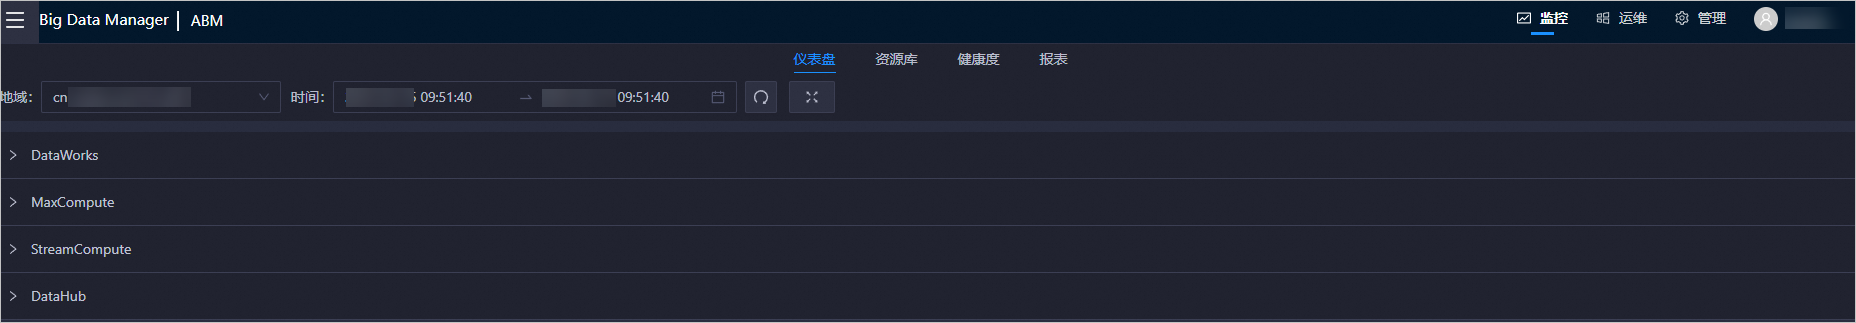 Big Data Manager | ABM 监控 运维 管理
仪表盘 资源库 健康度 报表
地域: cn 时间: 09:51:40 → 09:51:40
DataWorks
MaxCompute
StreamCompute
DataHub